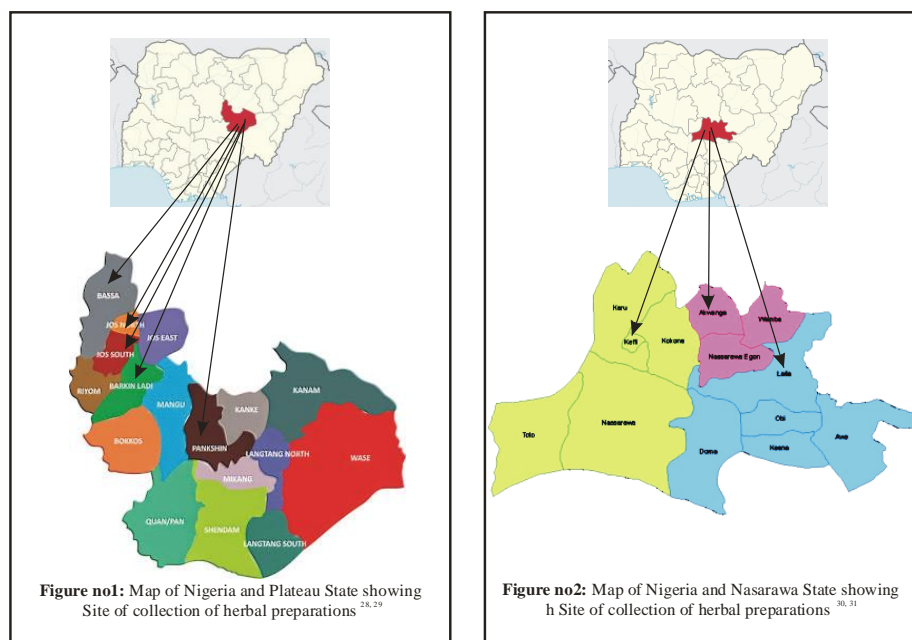 BASSA
JOS NORTH
JOS EAST
JOS SOUTH
RIYOM
BARKIN LADI
MANGU
KANAM
KANKE
BOKKOS
PANKSHIN
LANGTANG NORTH
WASE
MIKANG
QUAN/PAN
SHENDAM
LANGTANG SOUTH
Figure no1: Map of Nigeria and Plateau State showing
Site of collection of herbal preparations 28, 29
Karu
Akwanga
Wamba
Keffi
Kokona
Nassarawa Egon
Lafia
Toto
Nassarawa
Obi
Doma
Keena
Awe
Figure no2: Map of Nigeria and Nasarawa State showing
h Site of collection of herbal preparations 30, 31